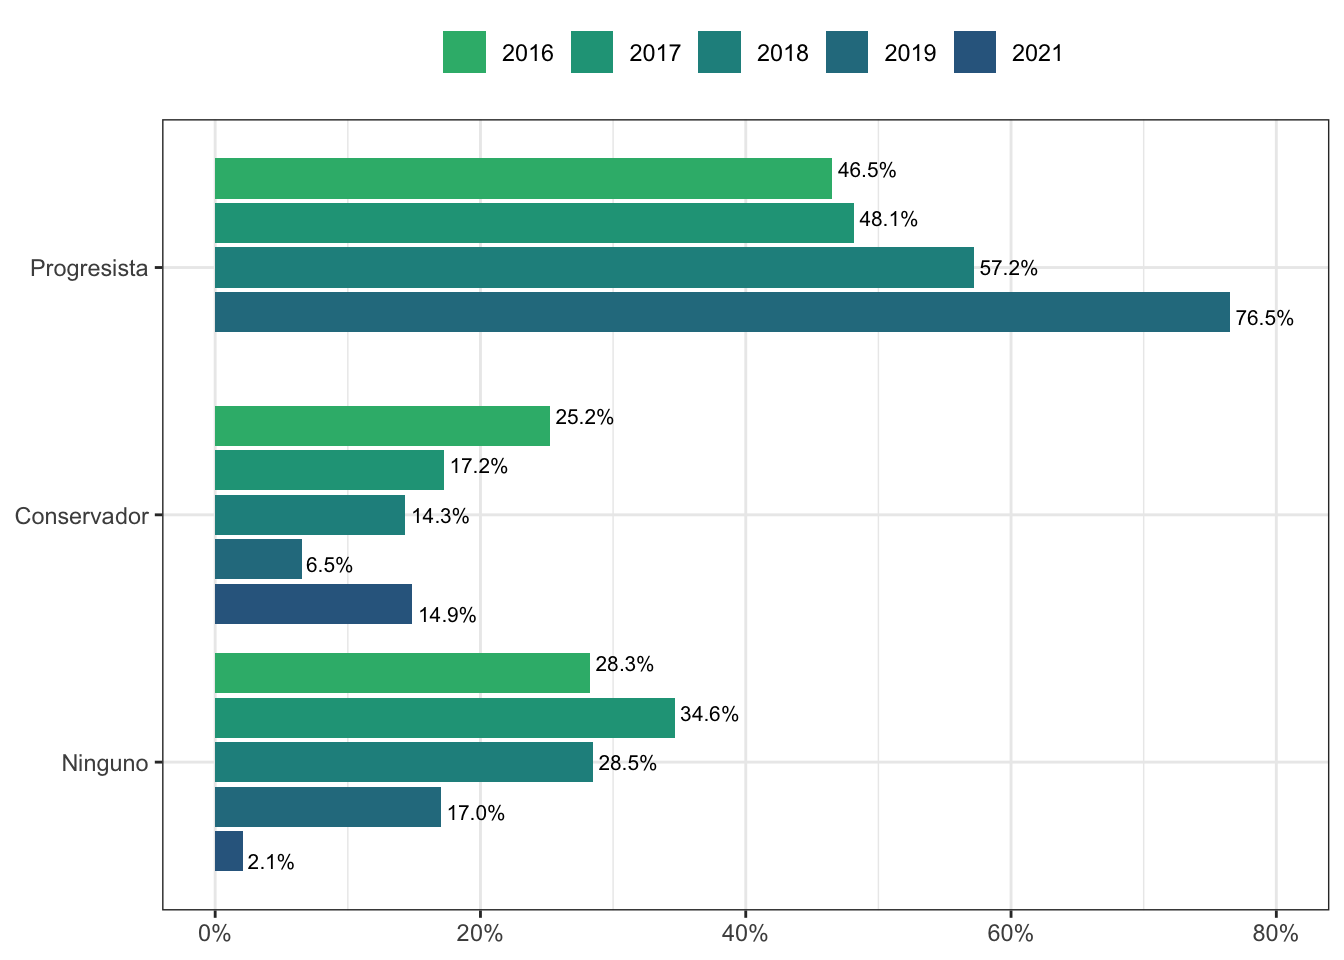 2016 2017 2018 2019 2021
46.5%
48.1%
Progresista 57.2%
76.5%
25.2%
17.2%
Conservador 14.3%
6.5%
14.9%
28.3%
34.6%
Ninguno 28.5%
17.0%
2.1%
0% 20% 40% 60% 80%